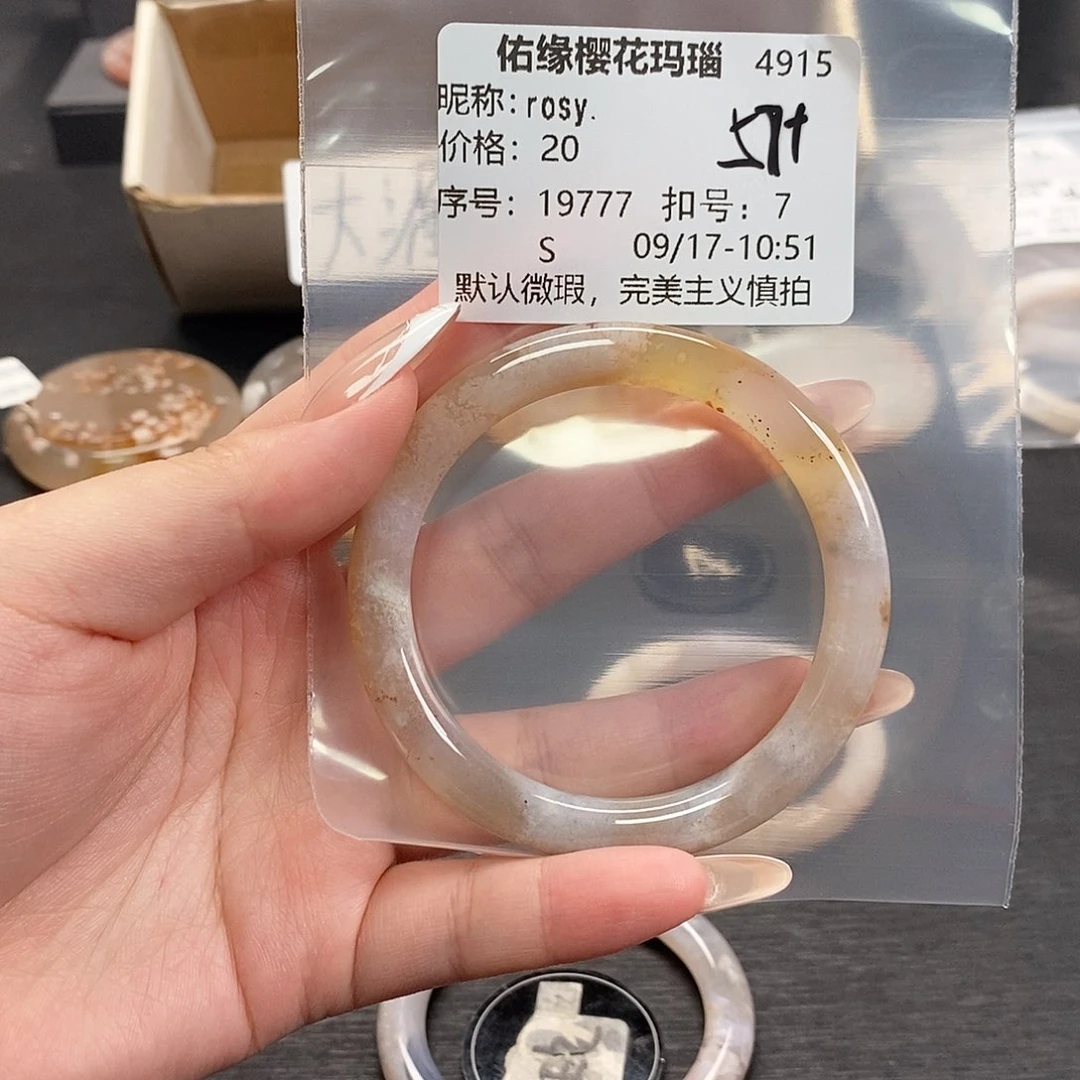 佑缘樱花玛瑙 4915
昵称：rosy.
57+
价格：20
序号：19777 扣号：7
S 09/17-10:51
默认微瑕，完美主义慎拍